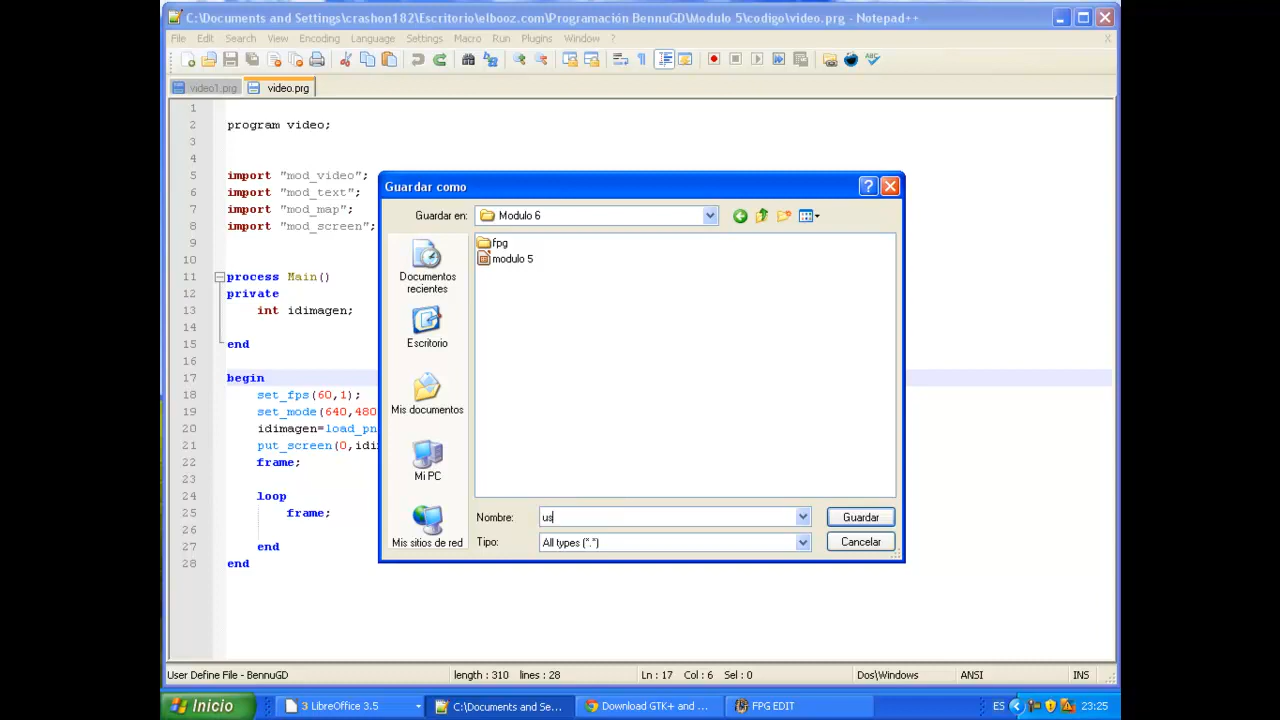 C:\Documents and Settings\crashon182\Escritorio\elbooz.com\Programación BennuGD\Modulo 5\codigo\video.prg - Notepad++
File Edit Search View Encoding Language Settings Macro Run Plugins Window ? X
video1.prg video.prg
1
2 program video;
3
4
5 import "mod_video";
6 import "mod_text";
7 import "mod_map";
8 import "mod_screen";
9
10
11 process Main()
12 private
13 int idimagen;
14
15 end
16
17 begin
18 set_fps(60,1);
19 set_mode(640,480
20 idimagen=load_pn
21 put_screen(0,idi
22 frame;
23
24 loop
25 frame;
26
27 end
28 end
Guardar como
Guardar en: Modulo 6
Documentos recientes
Escritorio
Mis documentos
Mi PC
Mis sitios de red
fpg
modulo 5
Nombre: us
Guardar
Tipo: All types (*.*)
Cancelar
User Define File - BennuGD length : 310 lines : 28 Ln : 17 Col : 6 Sel : 0 Dos\Windows ANSI INS
Inicio 3 LibreOffice 3.5 C:\Documents and Se... Download GTK+ and ... FPG EDIT ES 23:25